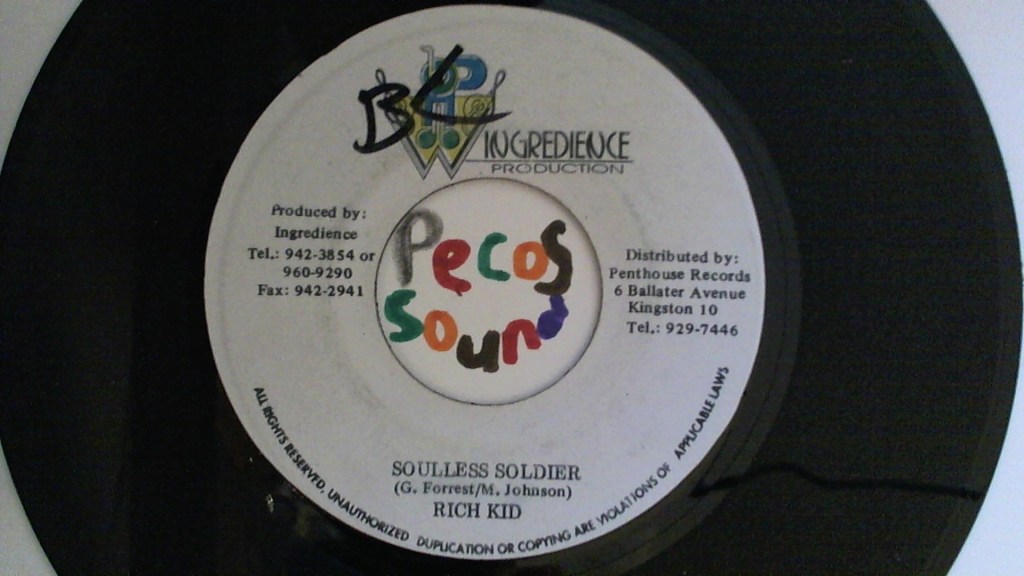 BL
INGREDIENCE
PRODUCTION
Produced by:
Ingredience
Tel.: 942-3854 or
960-9290
Fax: 942-2941
Pecos
Sound
Distributed by:
Penthouse Records
6 Ballater Avenue
Kingston 10
Tel.: 929-7446
SOULLESS SOLDIER
(G. Forrest/M. Johnson)
RICH KID
ALL RIGHTS RESERVED, UNAUTHORIZED DUPLICATION OR COPYING ARE VIOLATIONS OF APPLICABLE LAWS